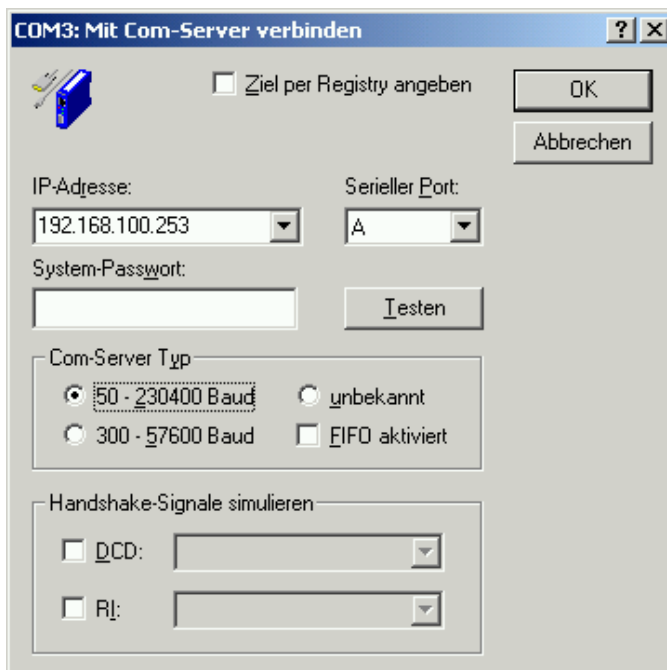 COM3: Mit Com-Server verbinden
Ziel per Registry angeben
OK
Abbrechen
IP-Adresse:
Serieller Port:
192.168.100.253
A
System-Passwort:
Testen
Com-Server Typ
50 - 230400 Baud
unbekannt
300 - 57600 Baud
FIFO aktiviert
Handshake-Signale simulieren
DCD:
RI: